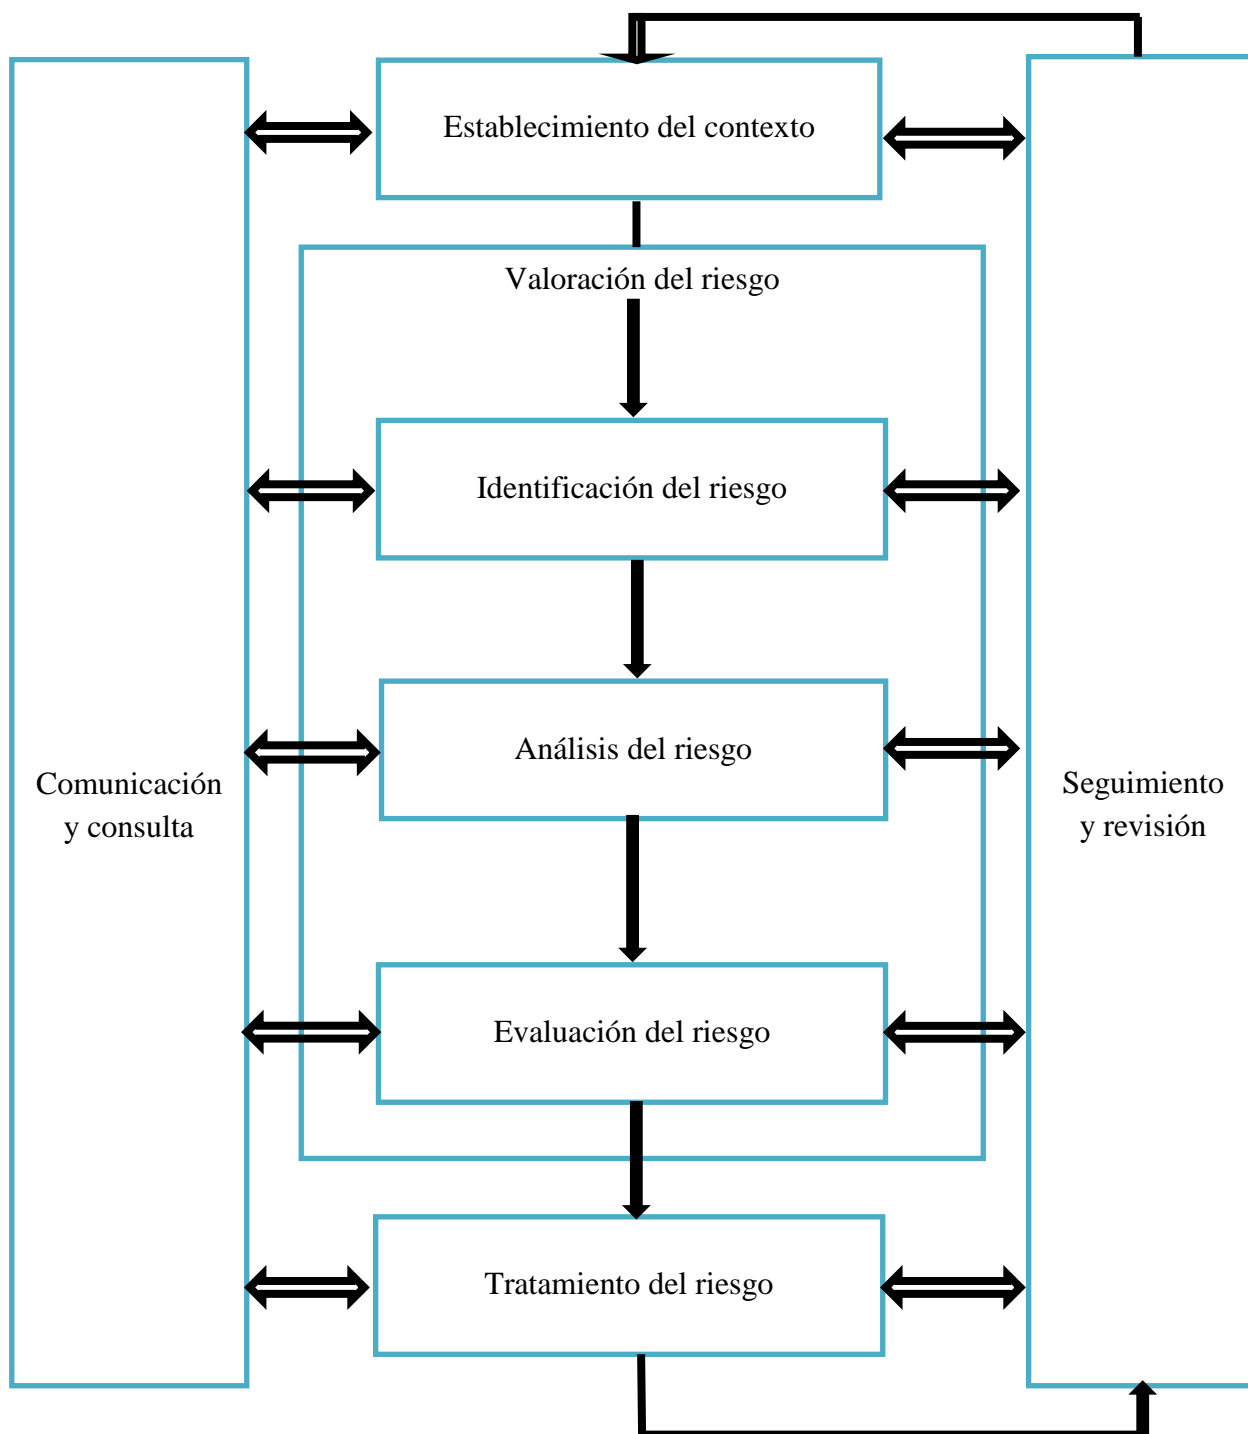 Establecimiento del contexto
Valoración del riesgo
Identificación del riesgo
Análisis del riesgo
Comunicación
y consulta
Seguimiento
y revisión
Evaluación del riesgo
Tratamiento del riesgo